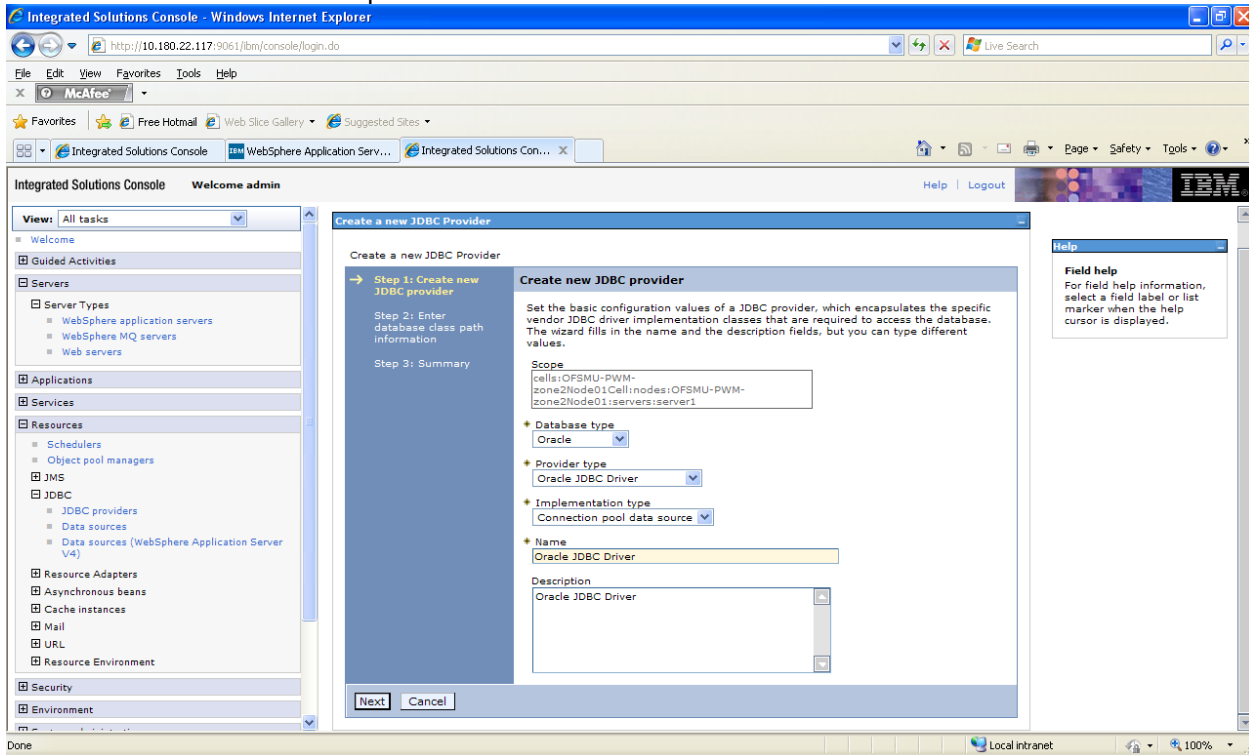 Integrated Solutions Console - Windows Internet Explorer
http://10.180.22.117:9061/ibm/console/login.do
Live Search
File Edit View Favorites Tools Help
x McAfee
Favorites Free Hotmail Web Slice Gallery Suggested Sites
Integrated Solutions Console WebSphere Application Serv... Integrated Solutions Con... X
Page Safety Tools
Integrated Solutions Console Welcome admin
Help | Logout
IBM.
View: All tasks
Welcome
Guided Activities
Servers
Server Types
WebSphere application servers
WebSphere MQ servers
Web servers
Applications
Services
Resources
Schedulers
Object pool managers
JMS
JDBC
JDBC providers
Data sources
Data sources (WebSphere Application Server
V4)
Resource Adapters
Asynchronous beans
Cache instances
Mail
URL
Resource Environment
Security
Environment
Create a new JDBC Provider
Create a new JDBC Provider
Step 1: Create new
JDBC provider
Step 2: Enter
database class path
information
Step 3: Summary
Create new JDBC provider
Set the basic configuration values of a JDBC provider, which encapsulates the specific
vendor JDBC driver implementation classes that are required to access the database.
The wizard fills in the name and the description fields, but you can type different
values.
Scope
cells:OFSMU-PWM-
zone2Node01Cell:nodes:OFSMU-PWM-
zone2Node01:servers:server1
Database type
Oracle
Provider type
Oracle JDBC Driver
Implementation type
Connection pool data source
Name
Oracle JDBC Driver
Description
Oracle JDBC Driver
Next Cancel
Help
Field help
For field help information,
select a field label or list
marker when the help
cursor is displayed.
Done
Local intranet
100%